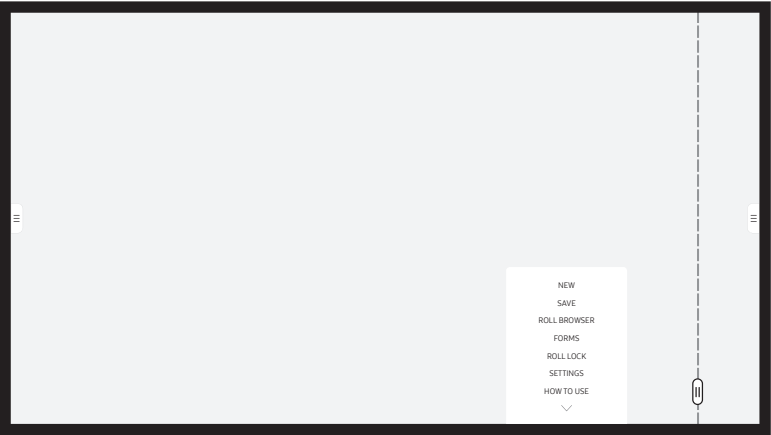 NEW
SAVE
ROLL BROWSER
FORMS
ROLL LOCK
SETTINGS
HOW TO USE